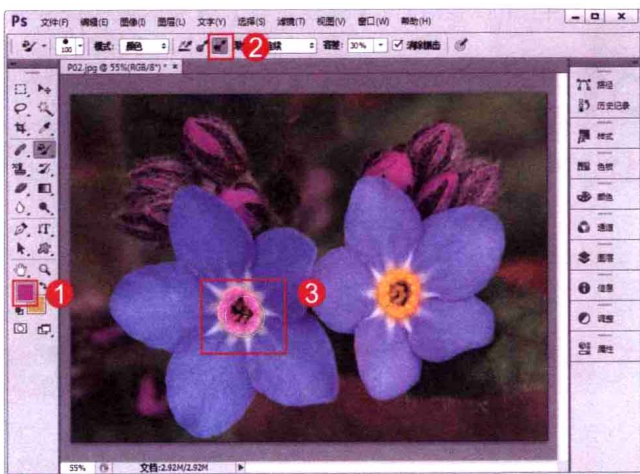 Ps 文件(F) 编辑(E) 图像(I) 图层(L) 文字(Y) 选择(S) 滤镜(T) 视图(V) 窗口(W) 帮助(H)
100 模式: 颜色 2 连续 容差: 30% 消除锯齿
P02.jpg @ 55%(RGB/8*) * ×
路径
历史记录
样式
色板
颜色
通道
图层
信息
调整
属性
1
3
55% 文档:2.92M/2.92M